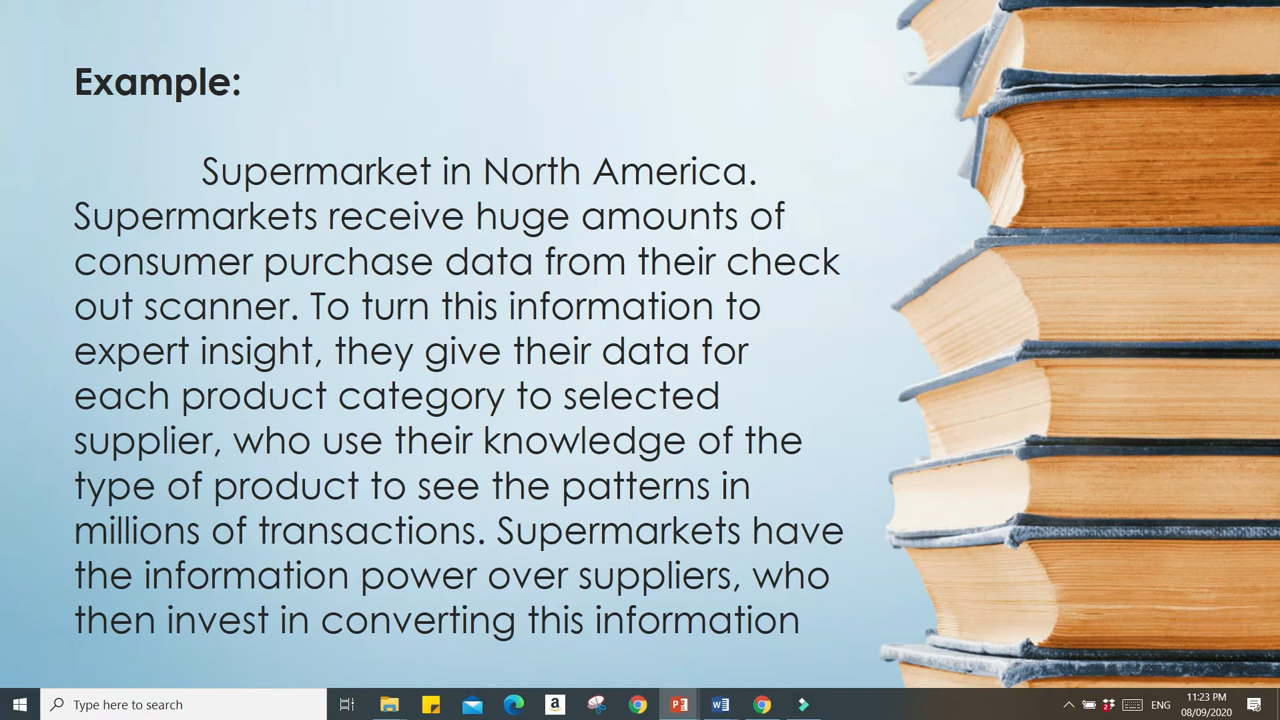 Example:
Supermarket in North America.
Supermarkets receive huge amounts of
consumer purchase data from their check
out scanner. To turn this information to
expert insight, they give their data for
each product category to selected
supplier, who use their knowledge of the
type of product to see the patterns in
millions of transactions. Supermarkets have
the information power over suppliers, who
then invest in converting this information
Type here to search
a
ENG
11:23 PM
08/09/2020